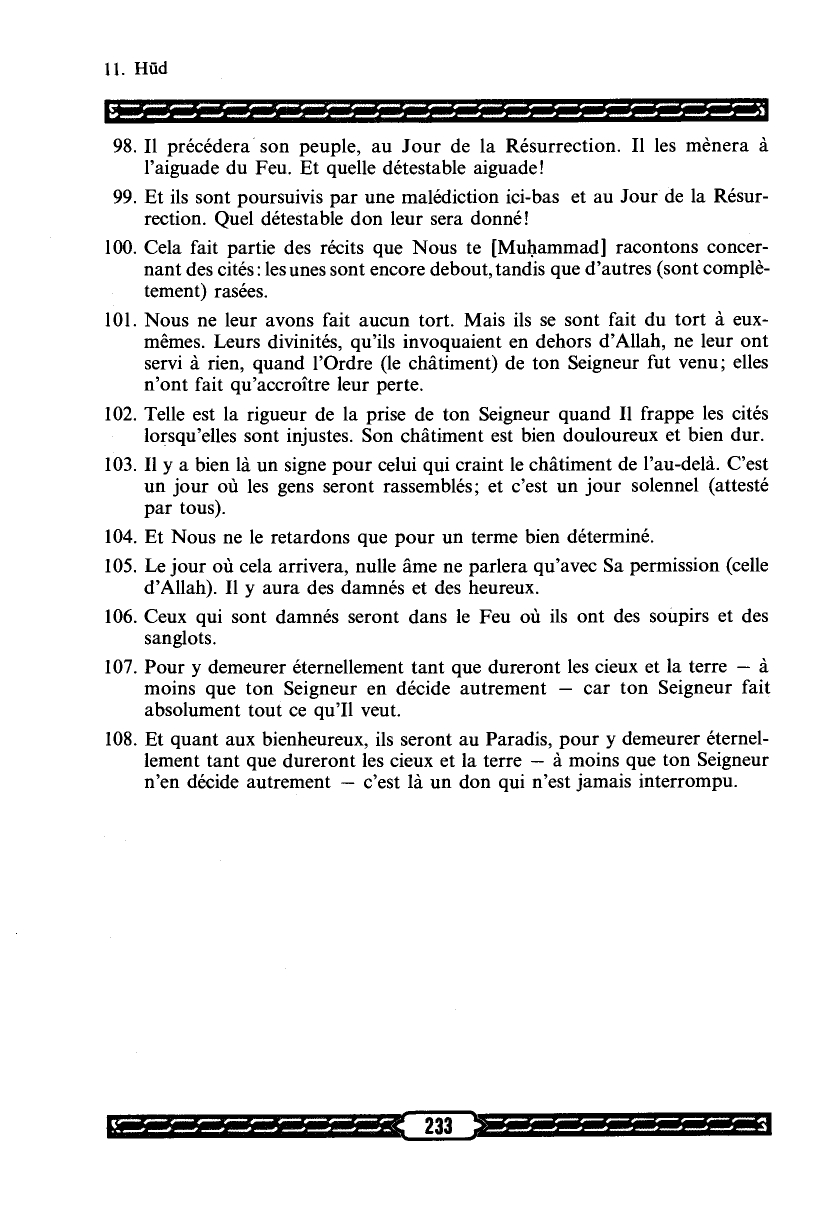 11. Hūd
98. Il précédera son peuple, au Jour de la Résurrection. Il les mènera à
l'aiguade du Feu. Et quelle détestable aiguade!
99. Et ils sont poursuivis par une malédiction ici-bas et au Jour de la Résur-
rection. Quel détestable don leur sera donné!
100. Cela fait partie des récits que Nous te [Muḥammad] racontons concer-
nant des cités : les unes sont encore debout, tandis que d'autres (sont complè-
tement) rasées.
101. Nous ne leur avons fait aucun tort. Mais ils se sont fait du tort à eux-
mêmes. Leurs divinités, qu'ils invoquaient en dehors d'Allah, ne leur ont
servi à rien, quand l'Ordre (le châtiment) de ton Seigneur fut venu; elles
n'ont fait qu'accroître leur perte.
102. Telle est la rigueur de la prise de ton Seigneur quand Il frappe les cités
lorsqu'elles sont injustes. Son châtiment est bien douloureux et bien dur.
103. Il y a bien là un signe pour celui qui craint le châtiment de l'au-delà. C'est
un jour où les gens seront rassemblés; et c'est un jour solennel (attesté
par tous).
104. Et Nous ne le retardons que pour un terme bien déterminé.
105. Le jour où cela arrivera, nulle âme ne parlera qu'avec Sa permission (celle
d'Allah). Il y aura des damnés et des heureux.
106. Ceux qui sont damnés seront dans le Feu où ils ont des soupirs et des
sanglots.
107. Pour y demeurer éternellement tant que dureront les cieux et la terre — à
moins que ton Seigneur en décide autrement — car ton Seigneur fait
absolument tout ce qu'Il veut.
108. Et quant aux bienheureux, ils seront au Paradis, pour y demeurer éternel-
lement tant que dureront les cieux et la terre — à moins que ton Seigneur
n'en décide autrement — c'est là un don qui n'est jamais interrompu.
233